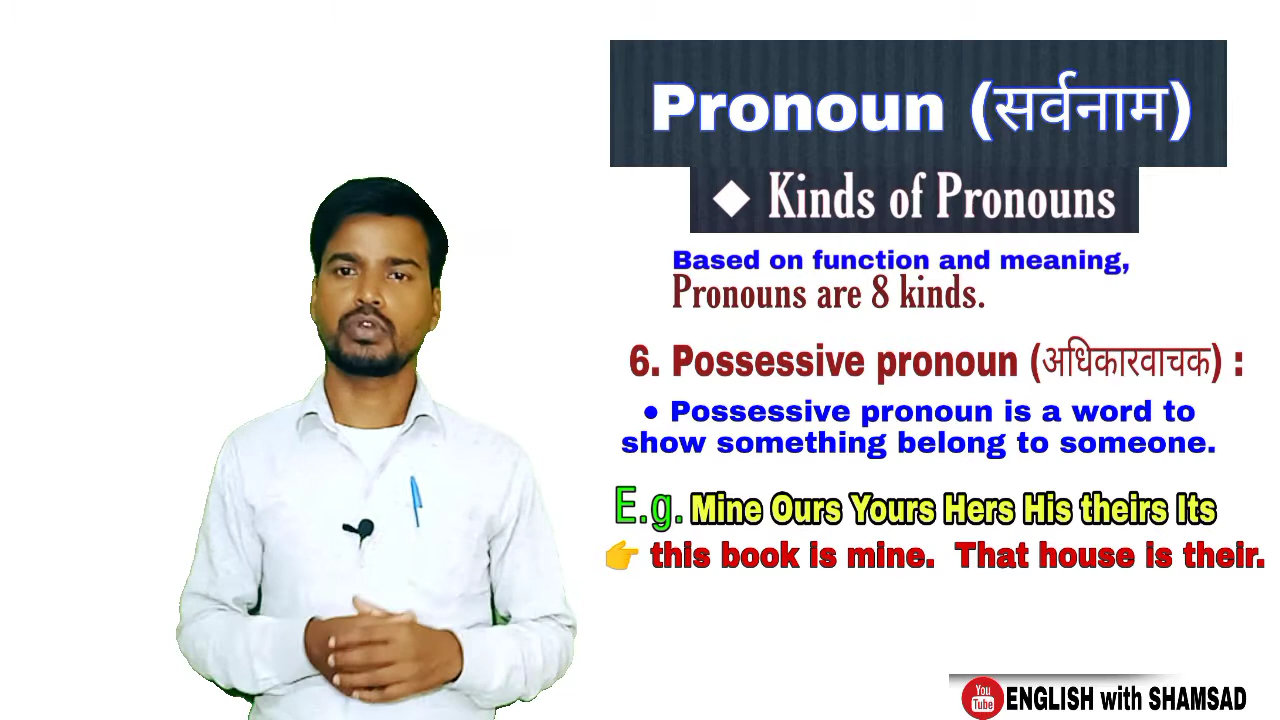 Pronoun (सर्वनाम)
◆ Kinds of Pronouns
Based on function and meaning,
Pronouns are 8 kinds.
6. Possessive pronoun (अधिकारवाचक) :
● Possessive pronoun is a word to
show something belong to someone.
E.g. Mine Ours Yours Hers His theirs Its
👉 this book is mine. That house is their.
You Tube ENGLISH with SHAMSAD